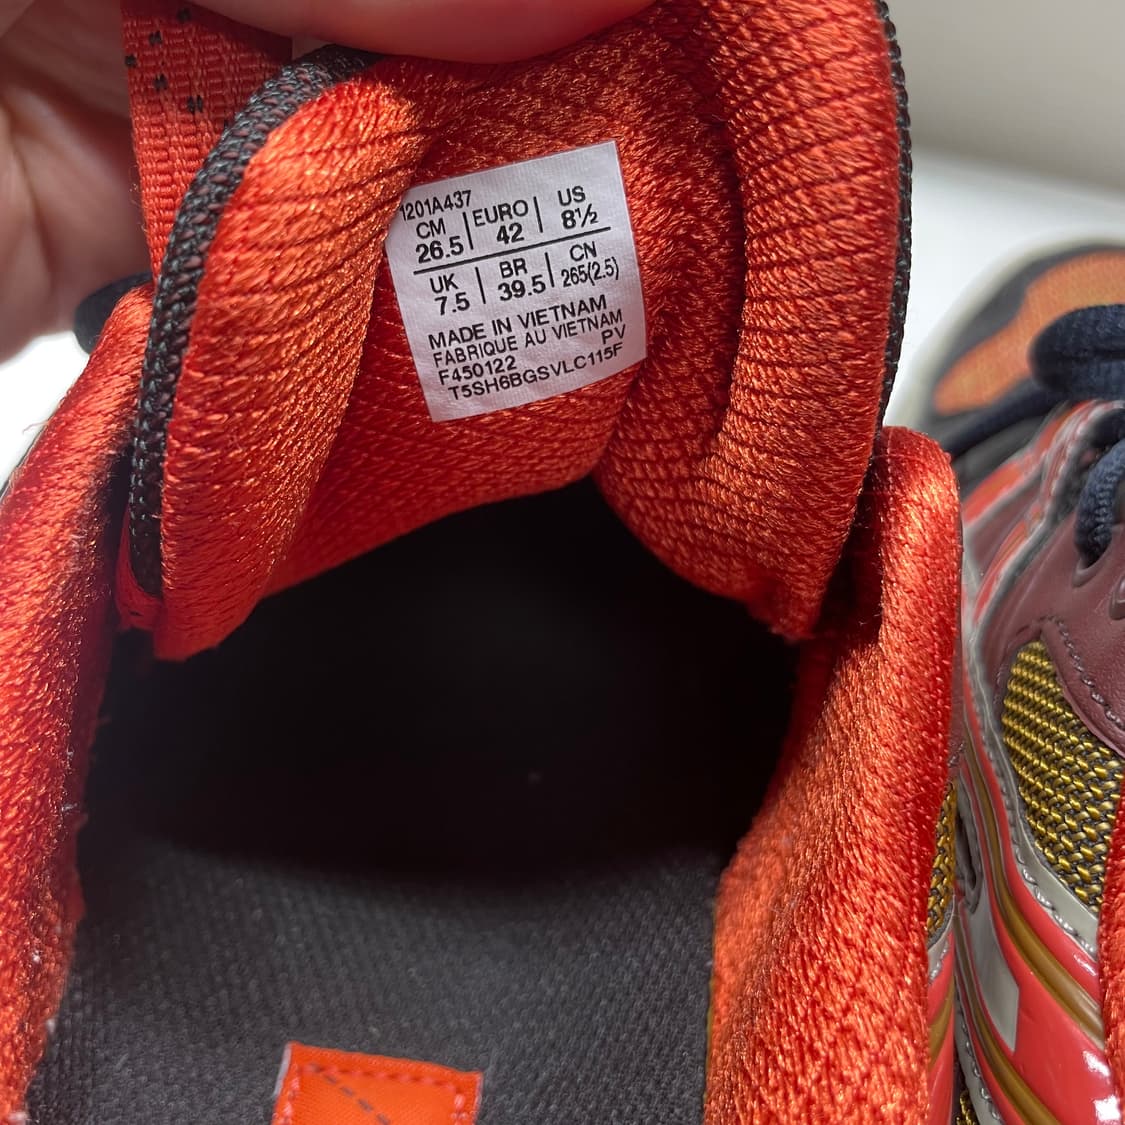 1201A437
CM EURO US
26.5 42 8½
UK BR CN
7.5 39.5 265(2.5)
MADE IN VIETNAM
FABRIQUE AU VIETNAM
F450122 PV
T5SH6BGSVLC115F